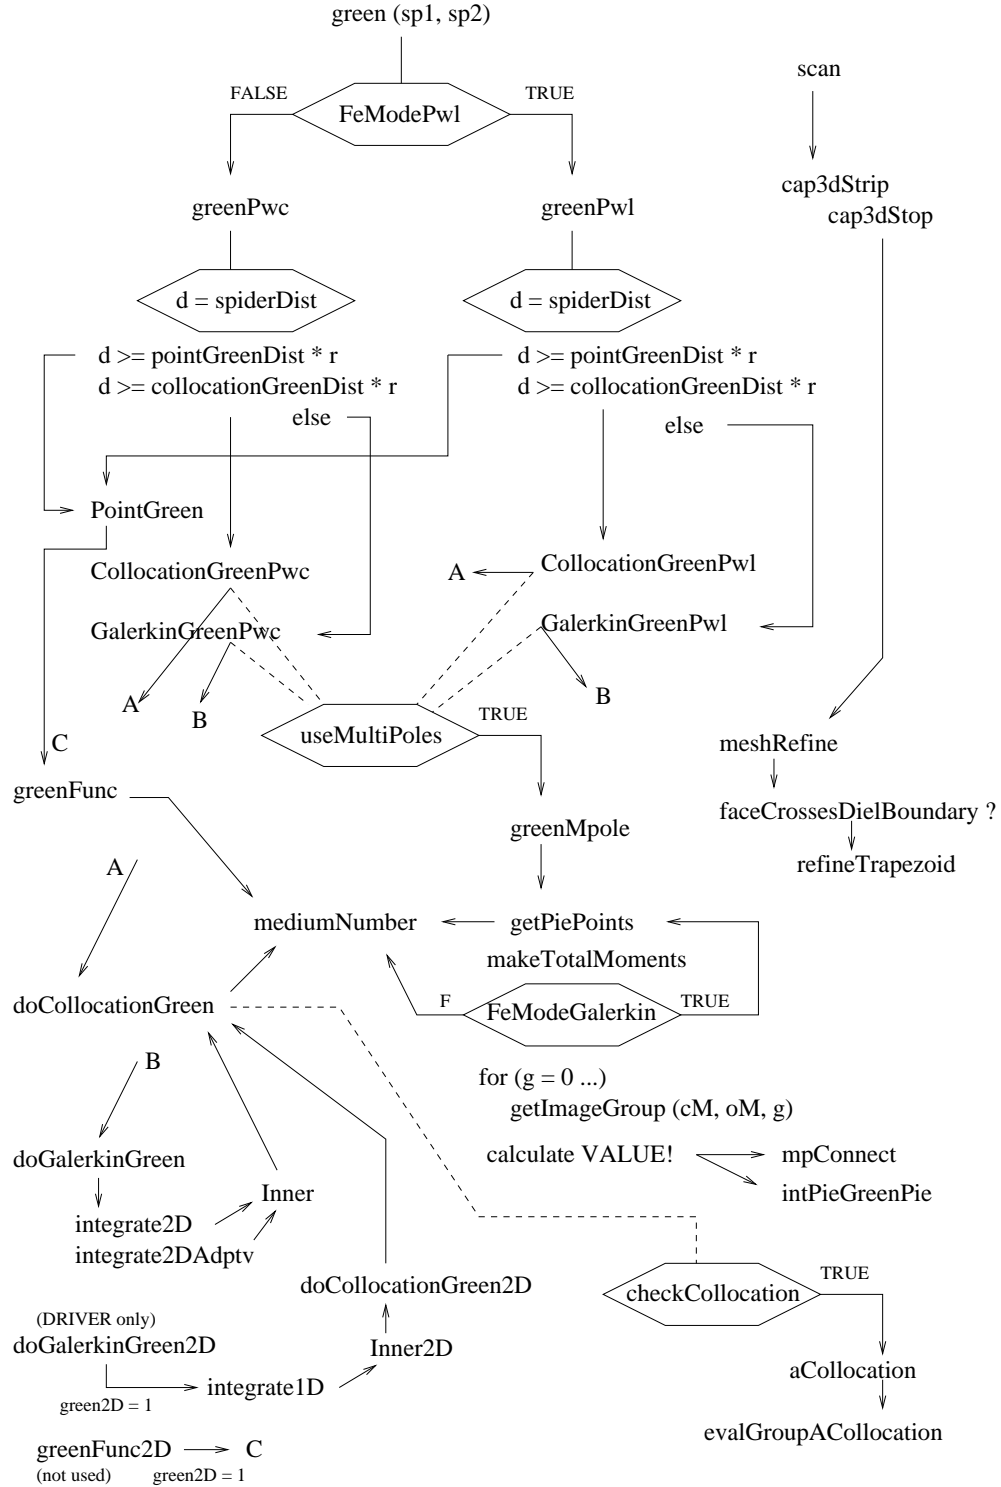 green (sp1, sp2)
scan
FALSE
TRUE
FeModePwl
cap3dStrip
cap3dStop
greenPwc
greenPwl
d = spiderDist
d = spiderDist
d >= pointGreenDist * r
d >= collocationGreenDist * r
else
d >= pointGreenDist * r
d >= collocationGreenDist * r
else
PointGreen
CollocationGreenPwc
A
CollocationGreenPwl
GalerkinGreenPwc
GalerkinGreenPwl
A
B
B
TRUE
C
useMultiPoles
meshRefine
greenFunc
faceCrossesDielBoundary ?
greenMpole
refineTrapezoid
A
mediumNumber
getPiePoints
makeTotalMoments
doCollocationGreen
F
FeModeGalerkin
TRUE
B
for (g = 0 ...)
getImageGroup (cM, oM, g)
doGalerkinGreen
calculate VALUE!
mpConnect
Inner
intPieGreenPie
integrate2D
integrate2DAdptv
doCollocationGreen2D
TRUE
checkCollocation
(DRIVER only)
doGalerkinGreen2D
Inner2D
integrate1D
green2D = 1
aCollocation
evalGroupACollocation
greenFunc2D
C
(not used)
green2D = 1